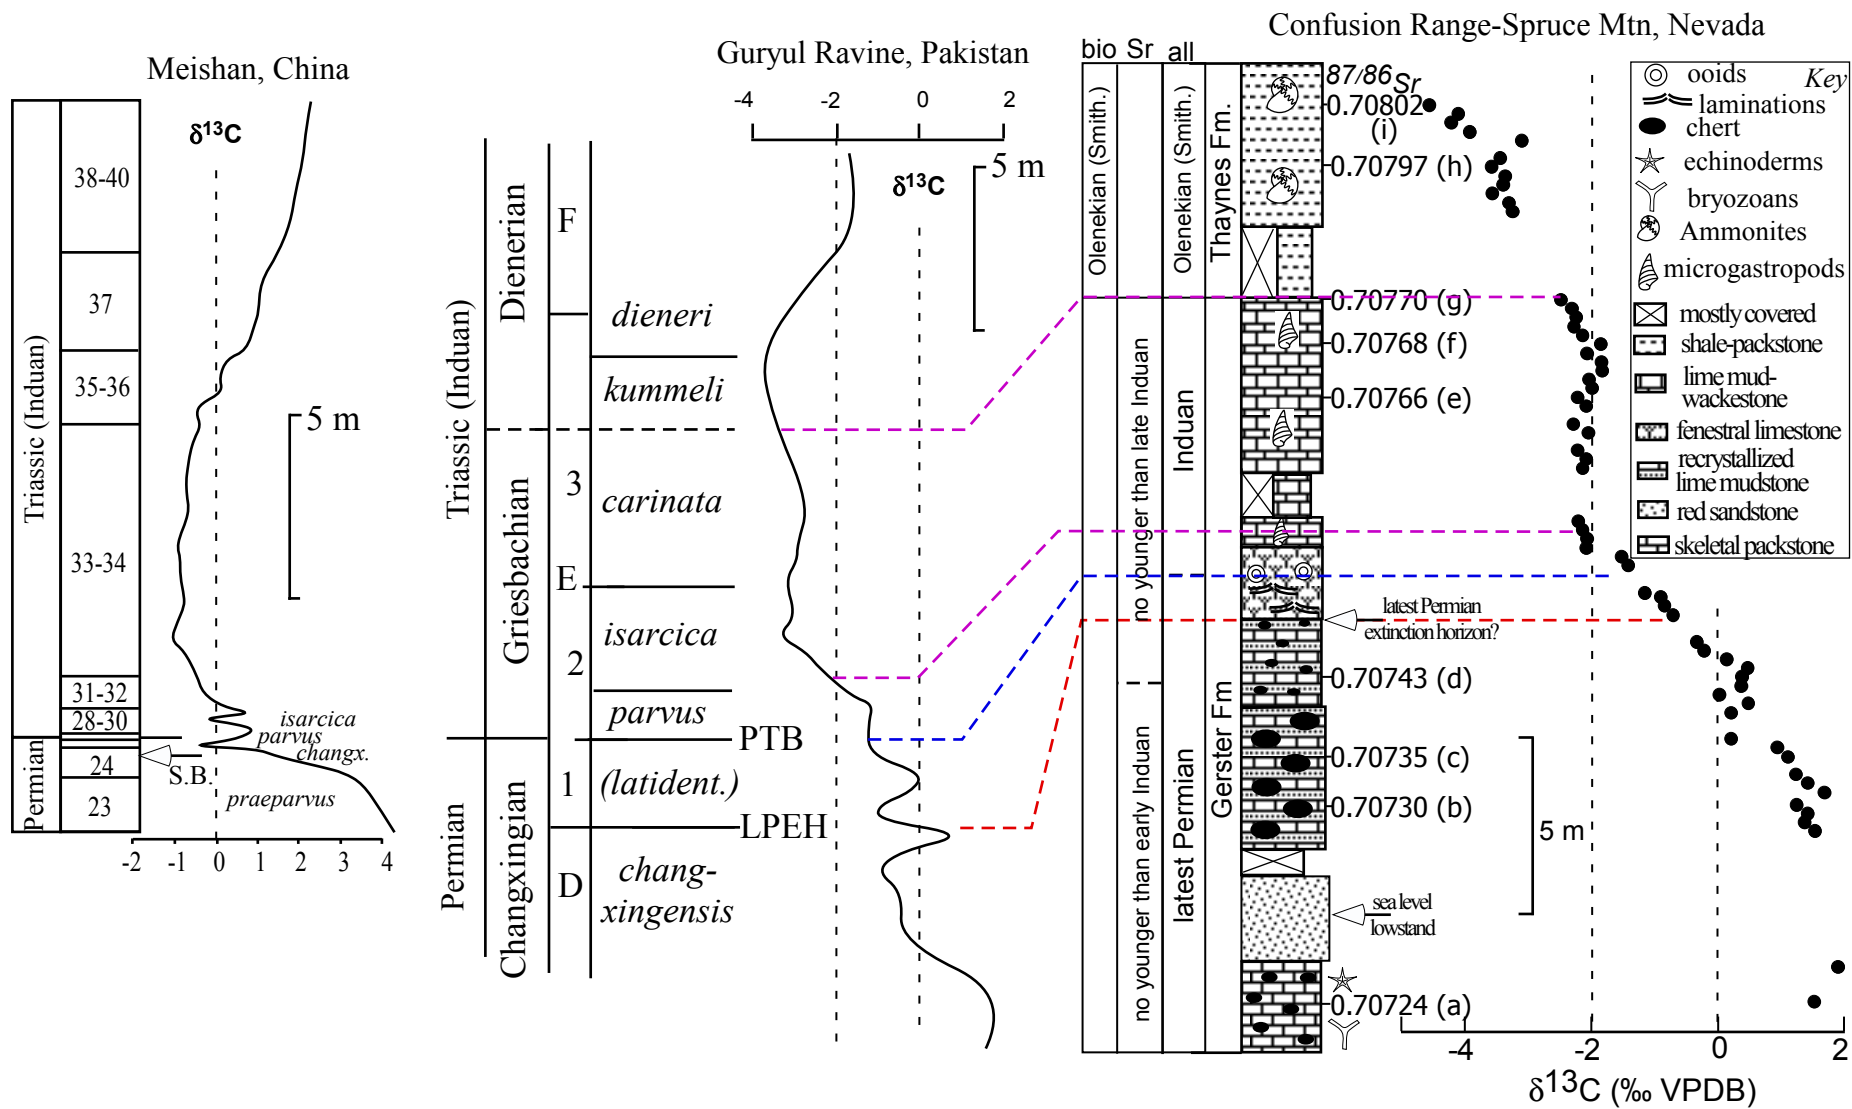 Meishan, China
δ13C
38-40
37
35-36
33-34
31-32
28-30
24
23
Triassic (Induan)
Permian
5 m
isarcica
parvus
changx.
S.B.
praeparvus
-2 -1 0 1 2 3 4
Guryul Ravine, Pakistan
-4 -2 0 2
δ13C
5 m
Triassic (Induan)
Permian
Dienerian
Griesbachian
Changxingian
F
3
E
2
1
D
dieneri
kummeli
carinata
isarcica
parvus
(latident.)
chang-
xingensis
PTB
LPEH
Confusion Range-Spruce Mtn, Nevada
bio Sr all
Olenekian (Smith.)
no younger than late Induan
no younger than early Induan
Olenekian (Smith.)
Induan
latest Permian
Thaynes Fm.
Gerster Fm
87/86Sr
0.70802
(i)
0.70797 (h)
0.70770 (g)
0.70768 (f)
0.70766 (e)
latest Permian
extinction horizon?
0.70743 (d)
0.70735 (c)
0.70730 (b)
5 m
sea level
lowstand
0.70724 (a)
-4 -2 0 2
δ13C (‰ VPDB)
Key
ooids
laminations
chert
echinoderms
bryozoans
Ammonites
microgastropods
mostly covered
shale-packstone
lime mud-
wackestone
fenestral limestone
recrystallized
lime mudstone
red sandstone
skeletal packstone